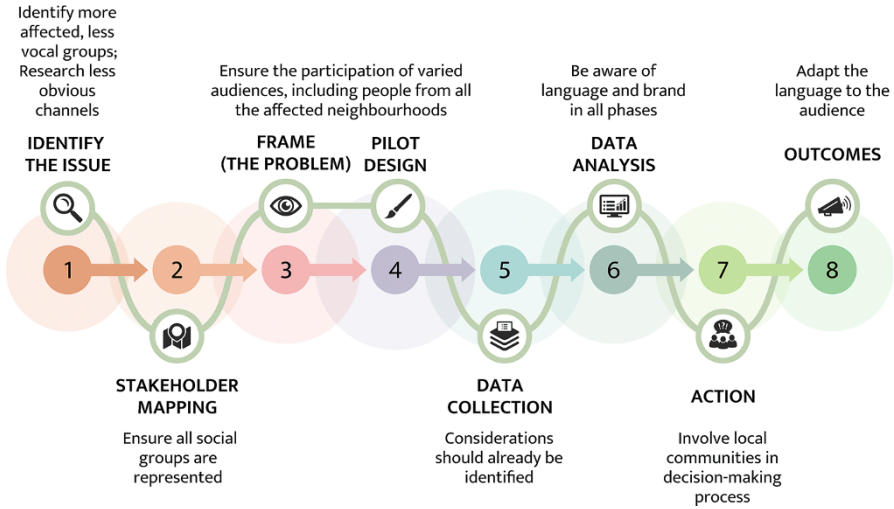 Identify more
affected, less
vocal groups;
Research less
obvious
channels
IDENTIFY
THE ISSUE
Ensure the participation of varied
audiences, including people from all
the affected neighbourhoods
FRAME
(THE PROBLEM)
PILOT
DESIGN
Be aware of
language and brand
in all phases
DATA
ANALYSIS
Adapt the
language to the
audience
OUTCOMES
1
2
3
4
5
6
7
8
STAKEHOLDER
MAPPING
Ensure all social
groups are
represented
DATA
COLLECTION
Considerations
should already be
identified
ACTION
Involve local
communities in
decision-making
process